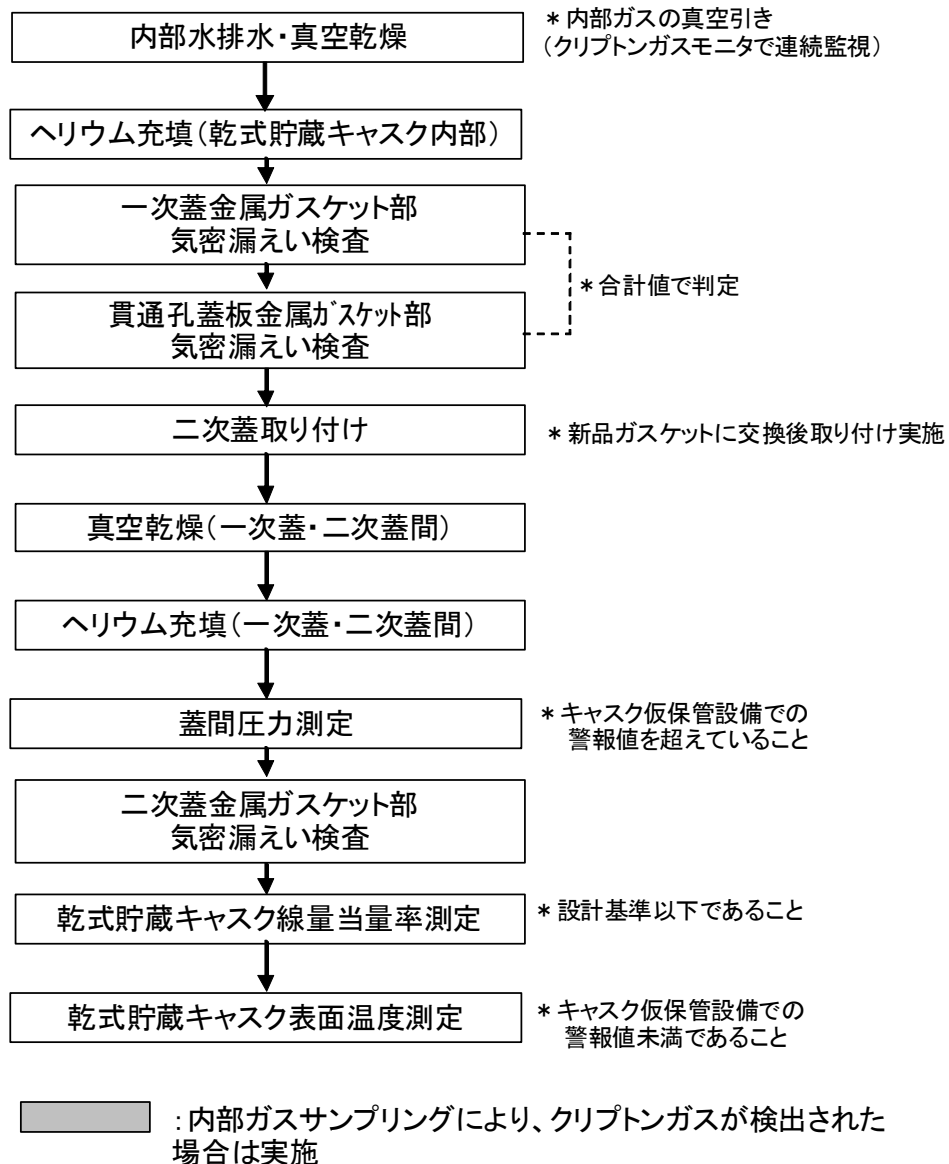 内部水排水・真空乾燥
＊内部ガスの真空引き
（クリプトンガスモニタで連続監視）
ヘリウム充填（乾式貯蔵キャスク内部）
一次蓋金属ガスケット部
気密漏えい検査
＊合計値で判定
貫通孔蓋板金属ガスケット部
気密漏えい検査
二次蓋取り付け
＊新品ガスケットに交換後取り付け実施
真空乾燥（一次蓋・二次蓋間）
ヘリウム充填（一次蓋・二次蓋間）
蓋間圧力測定
＊キャスク仮保管設備での
警報値を超えていること
二次蓋金属ガスケット部
気密漏えい検査
乾式貯蔵キャスク線量当量率測定
＊設計基準以下であること
乾式貯蔵キャスク表面温度測定
＊キャスク仮保管設備での
警報値未満であること
：内部ガスサンプリングにより、クリプトンガスが検出された
場合は実施